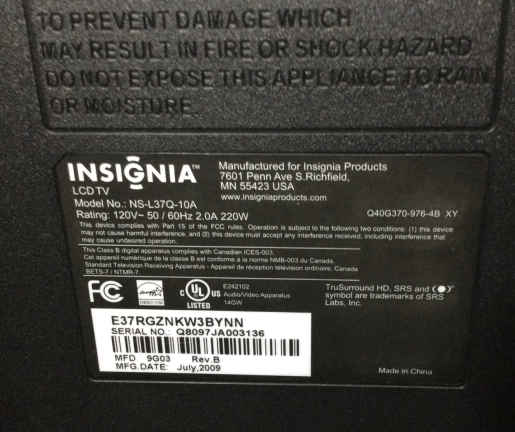 TO PREVENT DAMAGE WHICH
MAY RESULT IN FIRE OR SHOCK HAZARD
DO NOT EXPOSE THIS APPLIANCE TO RAIN
OR MOISTURE
INSIGNIA™
LCD TV
Manufactured for Insignia Products
7601 Penn Ave S.Richfield,
MN 55423 USA
www.insigniaproducts.com
Model No.: NS-L37Q-10A
Rating: 120V~ 50 / 60Hz 2.0A 220W
Q40G370-976-4B XY
This device complies with Part 15 of the FCC rules. Operation is subject to the following two conditions: (1) this device
may not cause harmful interference, and (2) this device must accept any interference received, including interference that
may cause undesired operation.
This Class B digital apparatus complies with Canadian ICES-003.
Cet appareil numérique de la classe B est conforme à la norme NMB-003 du Canada.
Standard Television Receiving Apparatus - Appareil de réception télévision ordinaire, Canada
BETS-7 / NTMR-7
FC
ENERGY STAR
C UL US
LISTED
E242102
Audio/Video Apparatus
14GW
TruSurround HD, SRS and
symbol are trademarks of SRS
Labs, Inc.
E37RGZNKW3BYNN
SERIAL NO.: Q8097JA003136
MFD 9G03 Rev.B
MFG.DATE: July,2009
Made in China